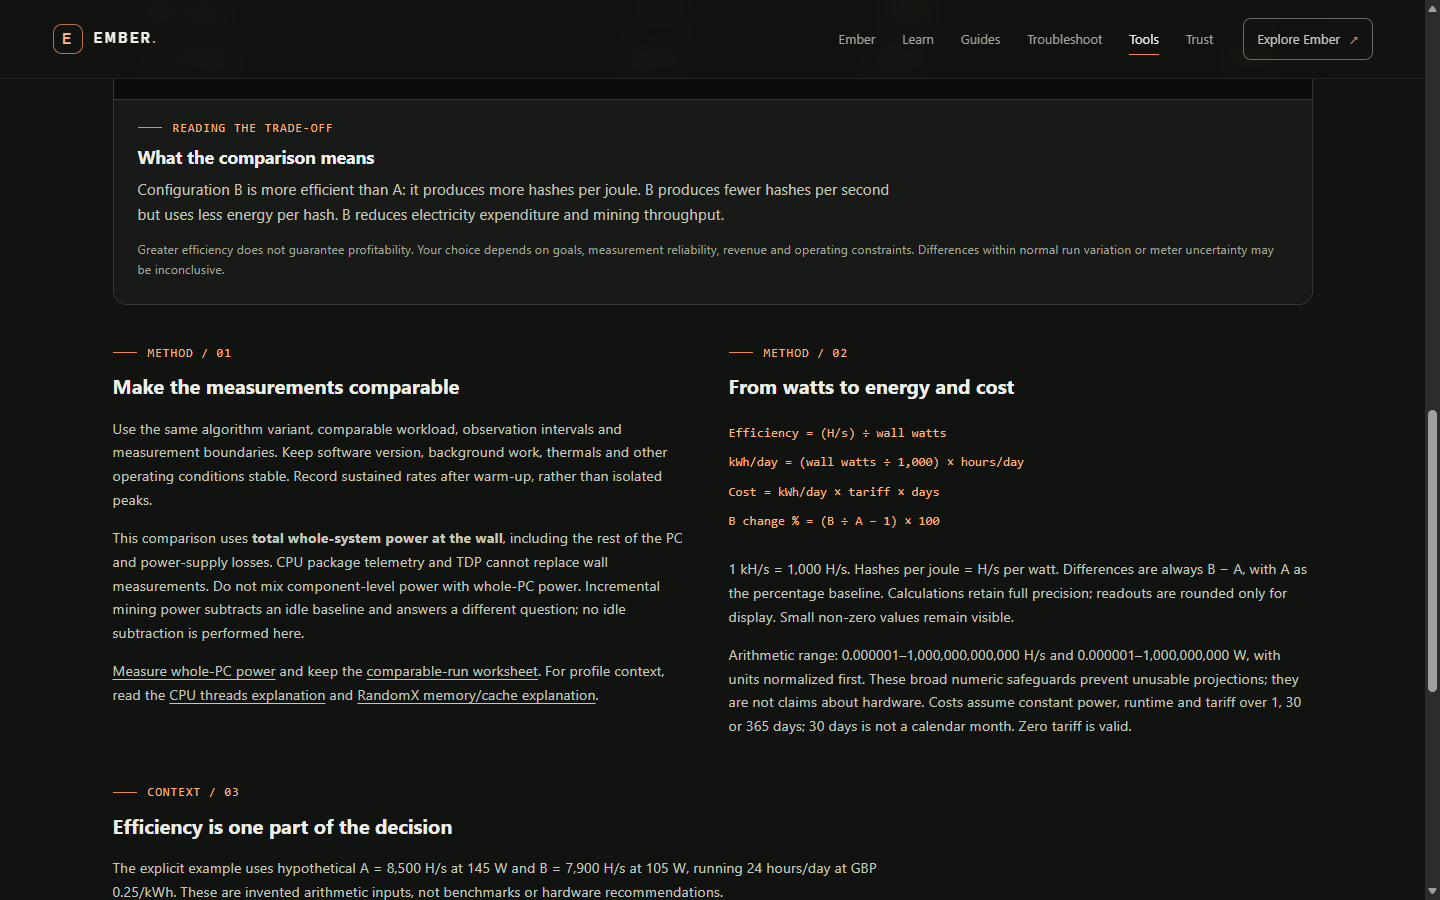 E EMBER.
Ember Learn Guides Troubleshoot Tools Trust Explore Ember ↗
READING THE TRADE-OFF
What the comparison means
Configuration B is more efficient than A: it produces more hashes per joule. B produces fewer hashes per second
but uses less energy per hash. B reduces electricity expenditure and mining throughput.
Greater efficiency does not guarantee profitability. Your choice depends on goals, measurement reliability, revenue and operating constraints. Differences within normal run variation or meter uncertainty may
be inconclusive.
METHOD / 01
Make the measurements comparable
Use the same algorithm variant, comparable workload, observation intervals and
measurement boundaries. Keep software version, background work, thermals and other
operating conditions stable. Record sustained rates after warm-up, rather than isolated
peaks.
This comparison uses total whole-system power at the wall, including the rest of the PC
and power-supply losses. CPU package telemetry and TDP cannot replace wall
measurements. Do not mix component-level power with whole-PC power. Incremental
mining power subtracts an idle baseline and answers a different question; no idle
subtraction is performed here.
Measure whole-PC power and keep the comparable-run worksheet. For profile context,
read the CPU threads explanation and RandomX memory/cache explanation.
METHOD / 02
From watts to energy and cost
Efficiency = (H/s) ÷ wall watts
kWh/day = (wall watts ÷ 1,000) × hours/day
Cost = kWh/day × tariff × days
B change % = (B ÷ A − 1) × 100
1 kH/s = 1,000 H/s. Hashes per joule = H/s per watt. Differences are always B − A, with A as
the percentage baseline. Calculations retain full precision; readouts are rounded only for
display. Small non-zero values remain visible.
Arithmetic range: 0.000001–1,000,000,000,000 H/s and 0.000001–1,000,000,000 W, with
units normalized first. These broad numeric safeguards prevent unusable projections; they
are not claims about hardware. Costs assume constant power, runtime and tariff over 1, 30
or 365 days; 30 days is not a calendar month. Zero tariff is valid.
CONTEXT / 03
Efficiency is one part of the decision
The explicit example uses hypothetical A = 8,500 H/s at 145 W and B = 7,900 H/s at 105 W, running 24 hours/day at GBP
0.25/kWh. These are invented arithmetic inputs, not benchmarks or hardware recommendations.